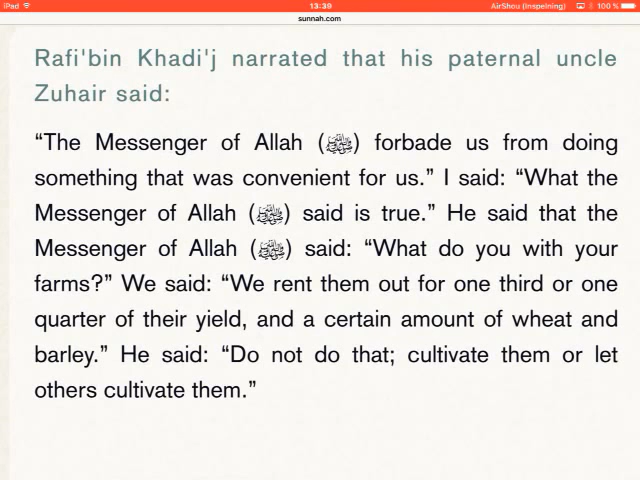 iPad 13:39 AirShou (Inspelning) 100 %
sunnah.com
Rafi'bin Khadi'j narrated that his paternal uncle
Zuhair said:
“The Messenger of Allah (ﷺ) forbade us from doing
something that was convenient for us.” I said: “What the
Messenger of Allah (ﷺ) said is true.” He said that the
Messenger of Allah (ﷺ) said: “What do you with your
farms?” We said: “We rent them out for one third or one
quarter of their yield, and a certain amount of wheat and
barley.” He said: “Do not do that; cultivate them or let
others cultivate them.”